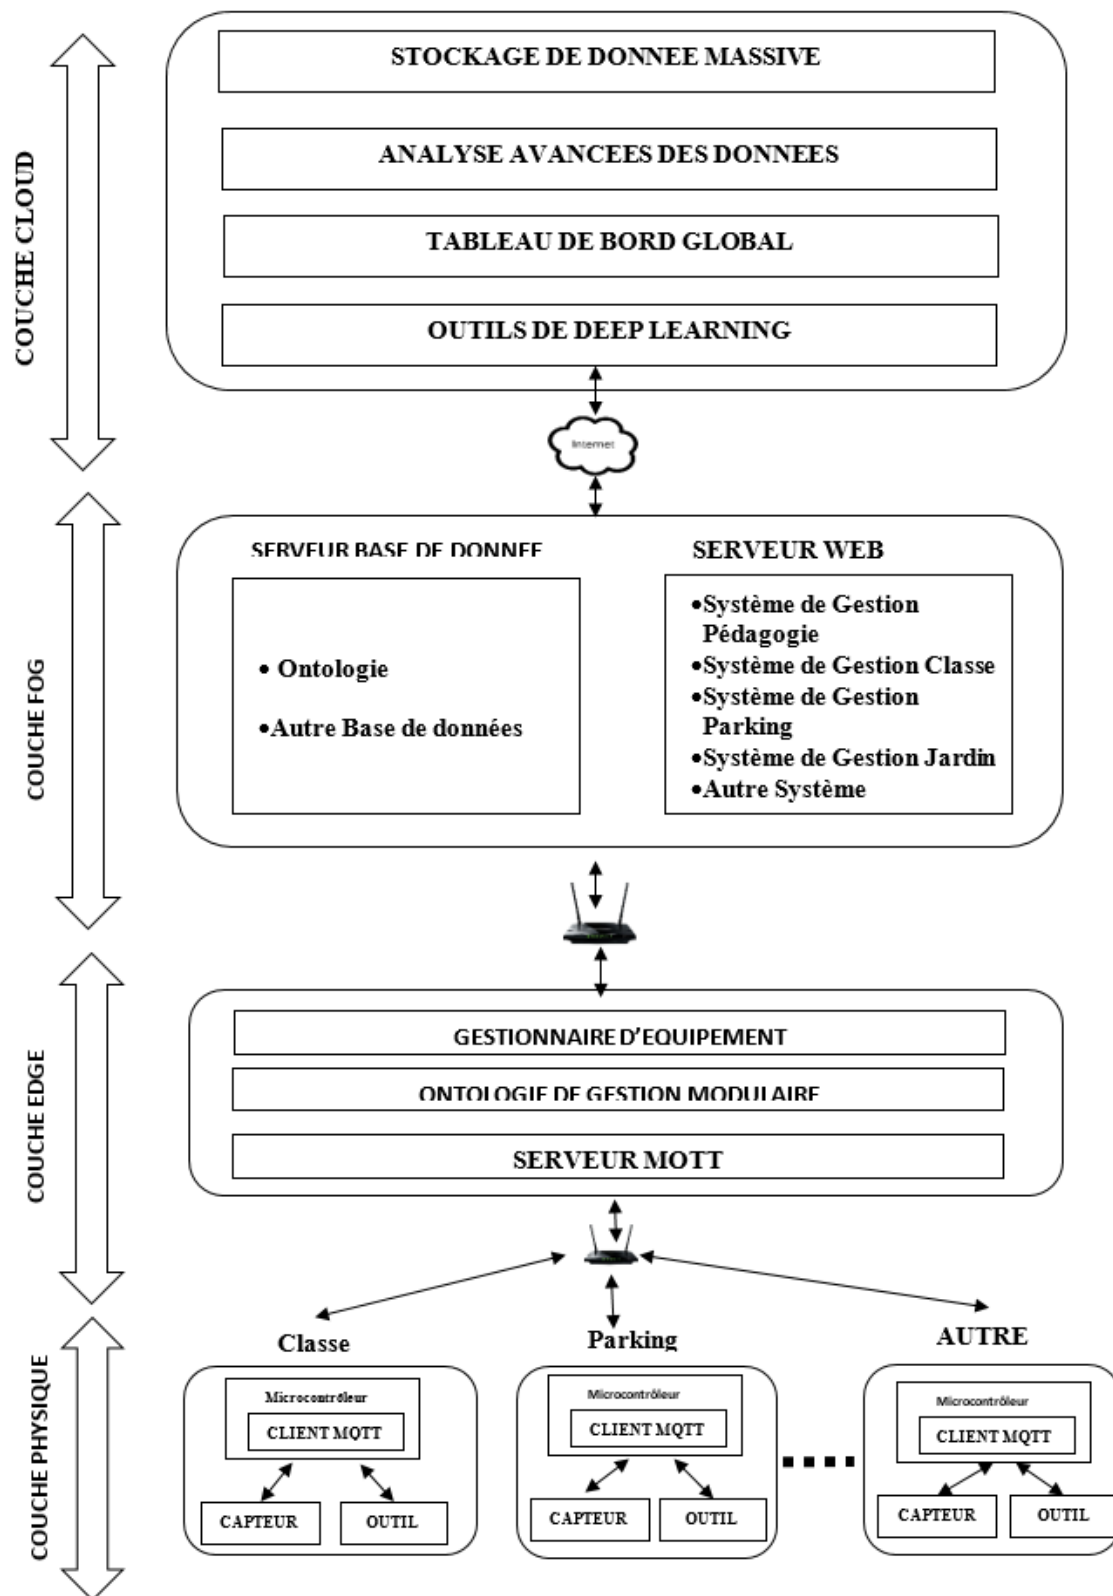 COUCHE CLOUD
STOCKAGE DE DONNEE MASSIVE
ANALYSE AVANCEES DES DONNEES
TABLEAU DE BORD GLOBAL
OUTILS DE DEEP LEARNING
Internet
COUCHE FOG
SERVEUR BASE DE DONNEE
• Ontologie
•Autre Base de données
SERVEUR WEB
•Système de Gestion
Pédagogie
•Système de Gestion Classe
•Système de Gestion
Parking
•Système de Gestion Jardin
•Autre Système
COUCHE EDGE
GESTIONNAIRE D’EQUIPEMENT
ONTOLOGIE DE GESTION MODULAIRE
SERVEUR MQTT
COUCHE PHYSIQUE
Classe
Microcontrôleur
CLIENT MQTT
CAPTEUR
OUTIL
Parking
Microcontrôleur
CLIENT MQTT
CAPTEUR
OUTIL
AUTRE
Microcontrôleur
CLIENT MQTT
CAPTEUR
OUTIL